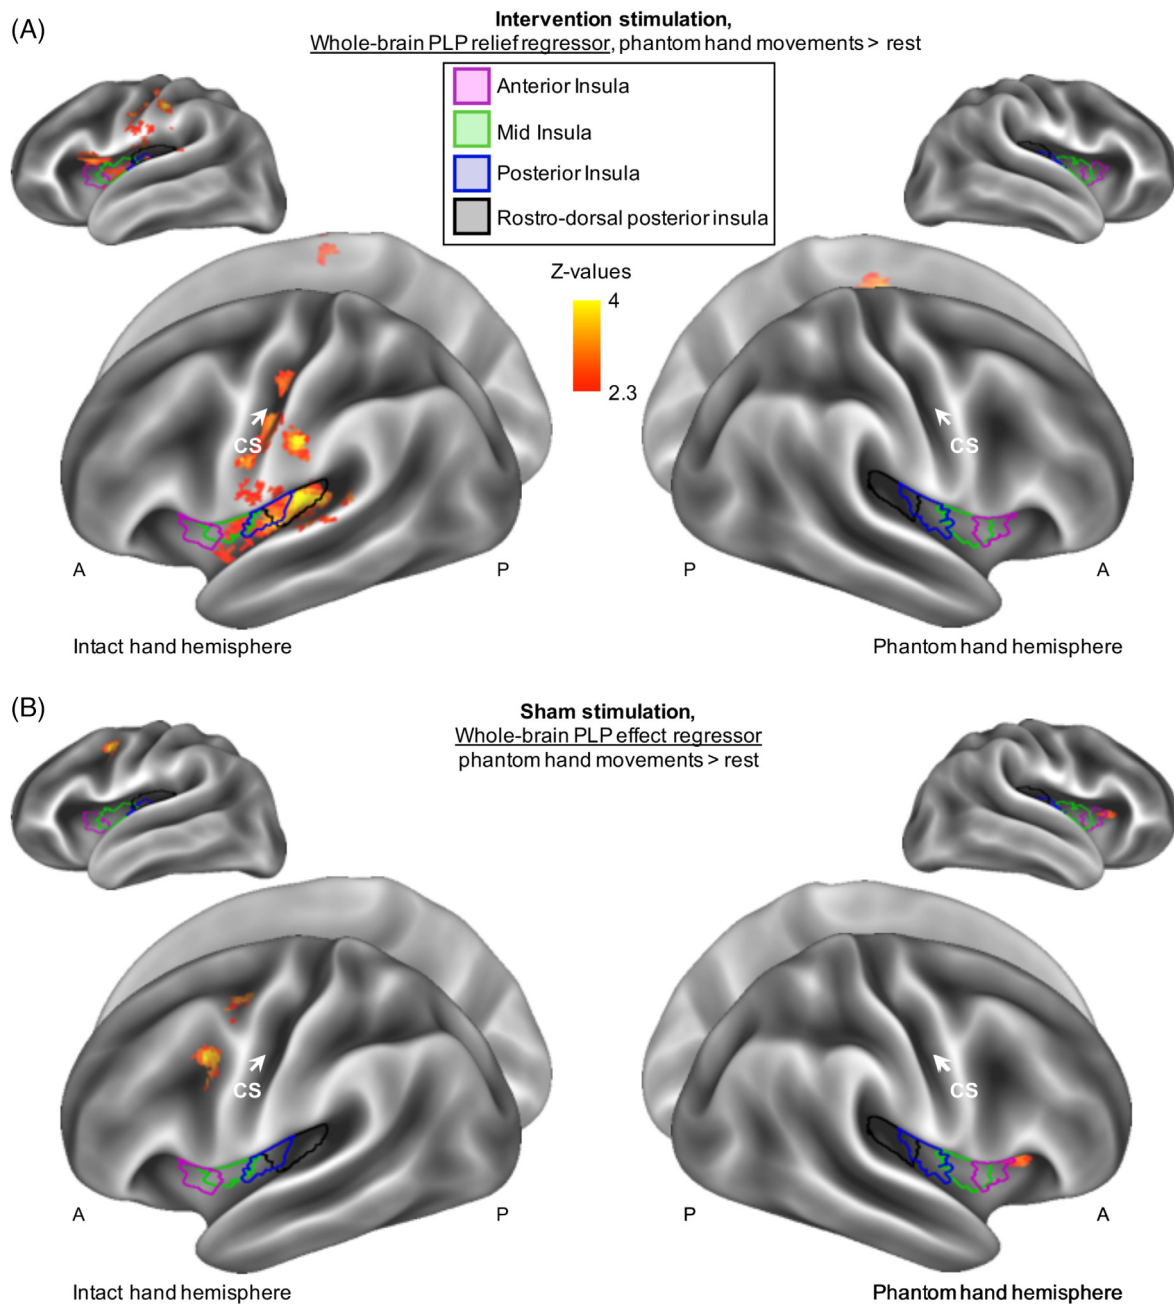 (A)
Intervention stimulation,
Whole-brain PLP relief regressor, phantom hand movements > rest
Anterior Insula
Mid Insula
Posterior Insula
Rostro-dorsal posterior insula
Z-values
4
2.3
CS
CS
A
P
P
A
Intact hand hemisphere
Phantom hand hemisphere
(B)
Sham stimulation,
Whole-brain PLP effect regressor
phantom hand movements > rest
CS
CS
A
P
P
A
Intact hand hemisphere
Phantom hand hemisphere